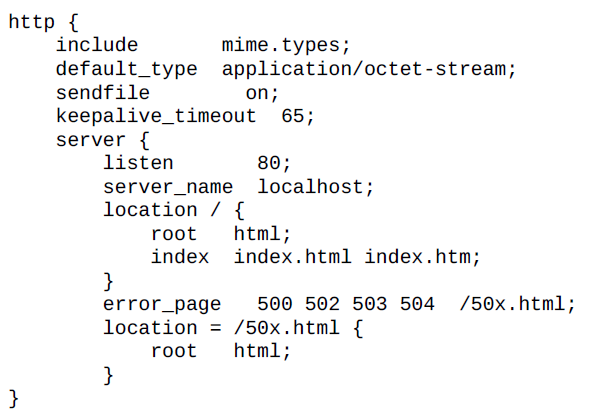 http {
    include       mime.types;
    default_type  application/octet-stream;
    sendfile        on;
    keepalive_timeout  65;
    server {
        listen       80;
        server_name  localhost;
        location / {
            root   html;
            index  index.html index.htm;
        }
        error_page   500 502 503 504  /50x.html;
        location = /50x.html {
            root   html;
        }
}